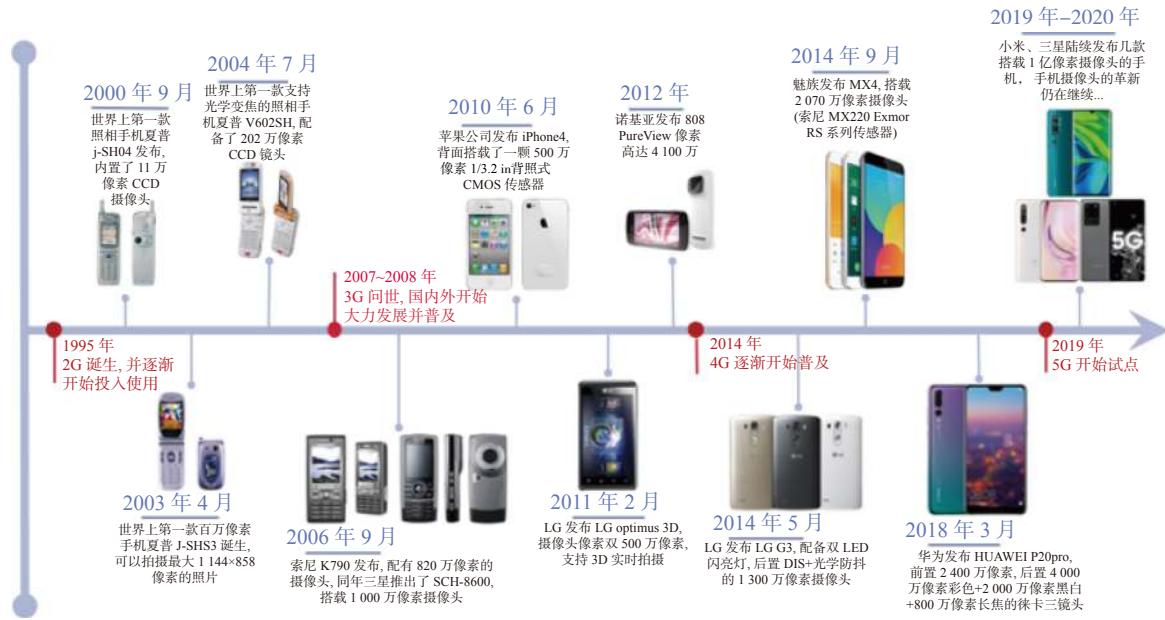 2000 年 9 月
世界上第一款
照相手机夏普
j-SH04 发布,
内置了 11 万
像素 CCD
摄像头
2004 年 7 月
世界上第一款支持
光学变焦的照相手
机夏普 V602SH, 配
备了 202 万像素
CCD 镜头
2010 年 6 月
苹果公司发布 iPhone4,
背面搭载了一颗 500 万
像素 1/3.2 in背照式
CMOS 传感器
2012 年
诺基亚发布 808
PureView 像素
高达 4 100 万
2014 年 9 月
魅族发布 MX4, 搭载
2 070 万像素摄像头
(索尼 MX220 Exmor
RS 系列传感器)
2019 年–2020 年
小米、三星陆续发布几款
搭载 1 亿像素摄像头的手
机， 手机摄像头的革新
仍在继续...
5G
1995 年
2G 诞生, 并逐渐
开始投入使用
2007~2008 年
3G 问世, 国内外开始
大力发展并普及
2014 年
4G 逐渐开始普及
2019 年
5G 开始试点
2003 年 4 月
世界上第一款百万像素
手机夏普 J-SHS3 诞生,
可以拍摄最大 1 144×858
像素的照片
2006 年 9 月
索尼 K790 发布, 配有 820 万像素的
摄像头, 同年三星推出了 SCH-8600,
搭载 1 000 万像素摄像头
2011 年 2 月
LG 发布 LG optimus 3D,
摄像头像素双 500 万像素,
支持 3D 实时拍摄
2014 年 5 月
LG 发布 LG G3, 配备双 LED
闪亮灯, 后置 DIS+光学防抖
的 1 300 万像素摄像头
2018 年 3 月
华为发布 HUAWEI P20pro,
前置 2 400 万像素, 后置 4 000
万像素彩色+2 000 万像素黑白
+800 万像素长焦的徕卡三镜头